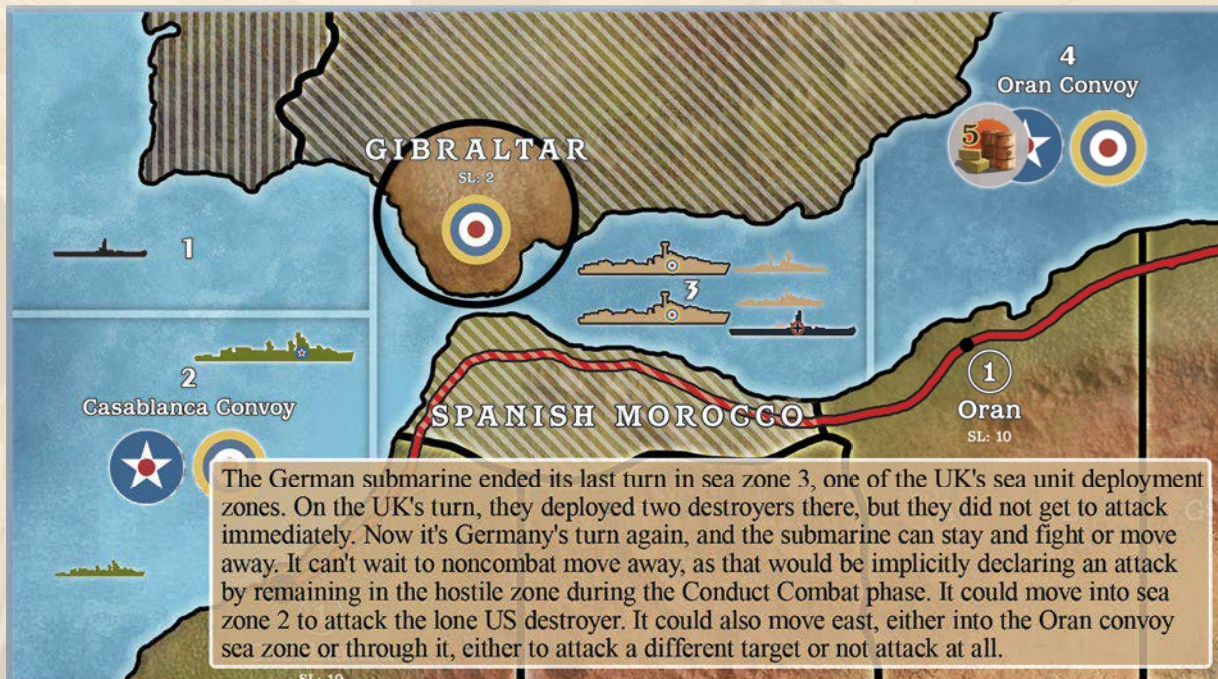 4
Oran Convoy
5
GIBRALTAR
SL: 2
1
3
2
Casablanca Convoy
1
Oran
SL: 10
SPANISH MOROCCO
The German submarine ended its last turn in sea zone 3, one of the UK's sea unit deployment
zones. On the UK's turn, they deployed two destroyers there, but they did not get to attack
immediately. Now it's Germany's turn again, and the submarine can stay and fight or move
away. It can't wait to noncombat move away, as that would be implicitly declaring an attack
by remaining in the hostile zone during the Conduct Combat phase. It could move into sea
zone 2 to attack the lone US destroyer. It could also move east, either into the Oran convoy
sea zone or through it, either to attack a different target or not attack at all.
SL: 10